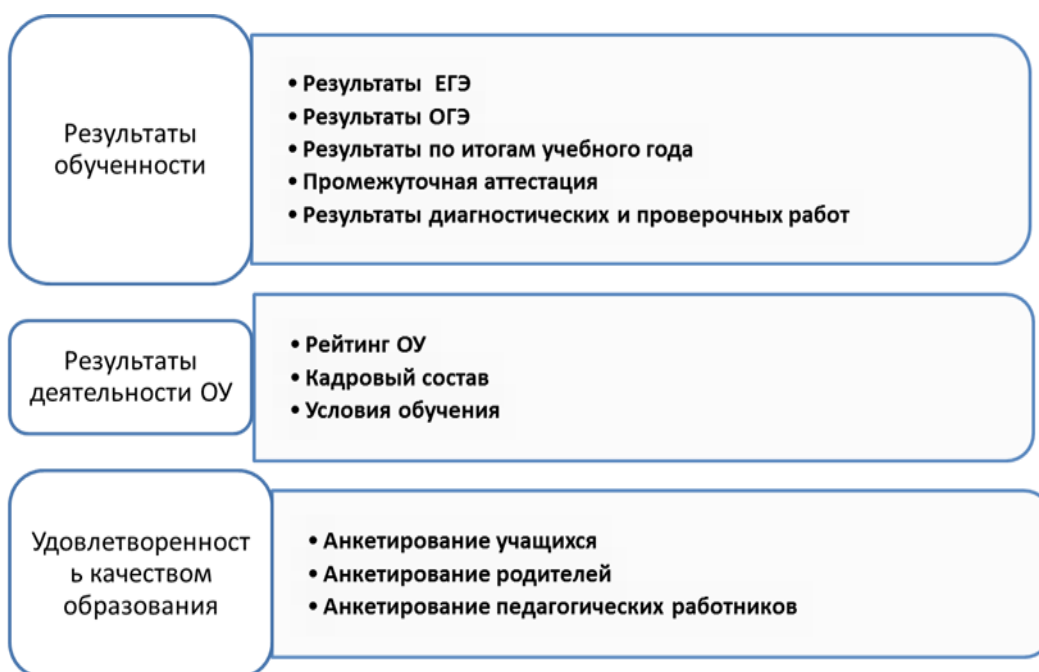 Результаты
обученности
• Результаты ЕГЭ
• Результаты ОГЭ
• Результаты по итогам учебного года
• Промежуточная аттестация
• Результаты диагностических и проверочных работ
Результаты
деятельности ОУ
• Рейтинг ОУ
• Кадровый состав
• Условия обучения
Удовлетворенност
ь качеством
образования
• Анкетирование учащихся
• Анкетирование родителей
• Анкетирование педагогических работников